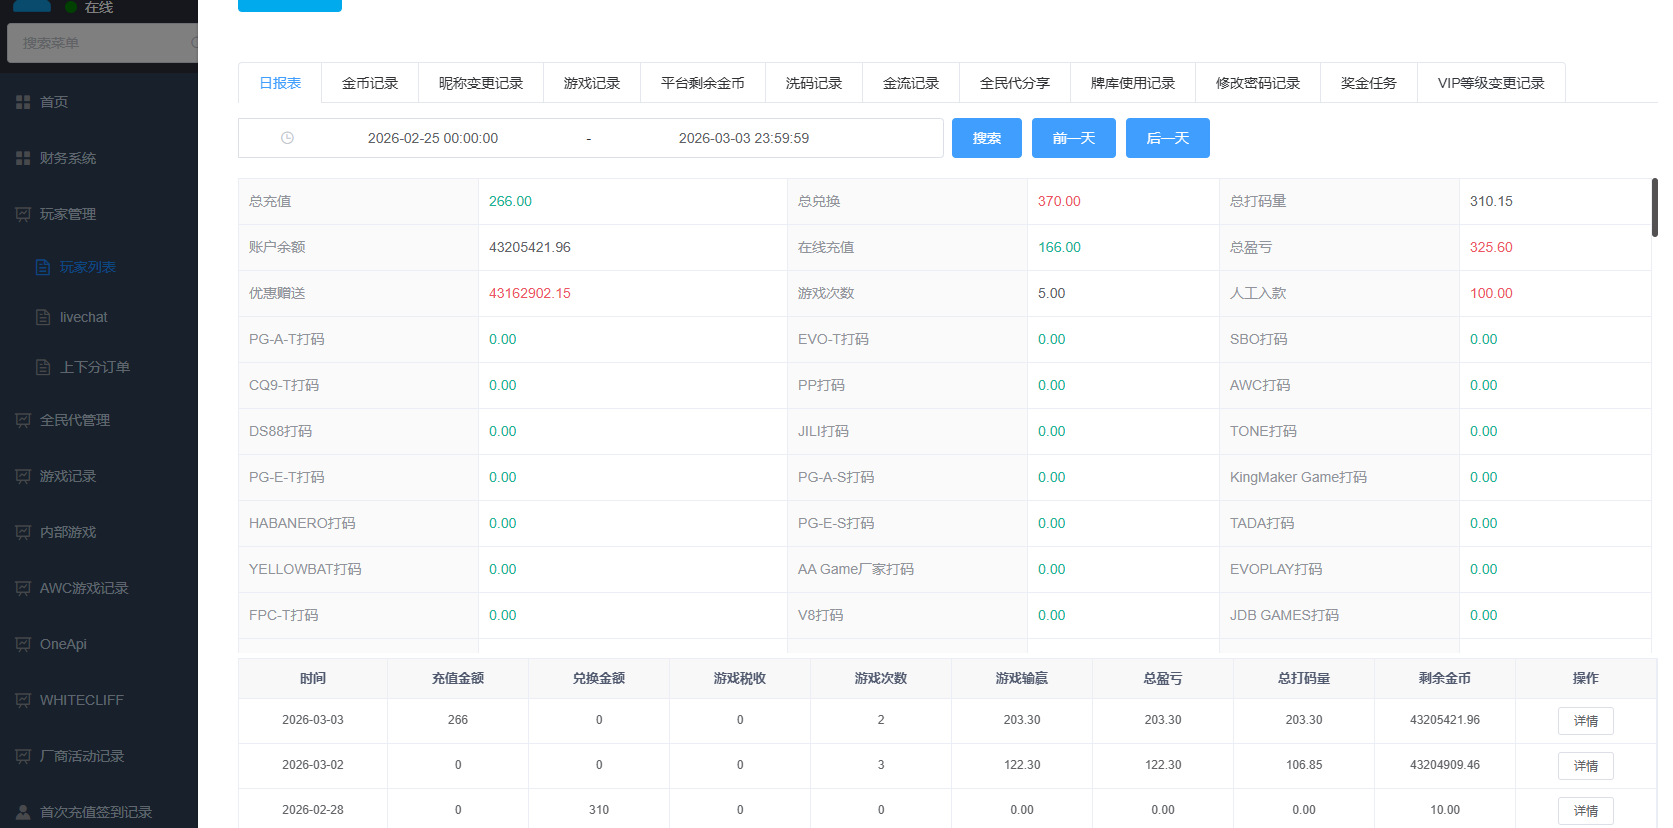 在线
搜索菜单
首页
财务系统
玩家管理
玩家列表
livechat
上下分订单
全民代管理
游戏记录
内部游戏
AWC游戏记录
OneApi
WHITECLIFF
厂商活动记录
首次充值签到记录
日报表 金币记录 昵称变更记录 游戏记录 平台剩余金币 洗码记录 金流记录 全民代分享 牌库使用记录 修改密码记录 奖金任务 VIP等级变更记录
2026-02-25 00:00:00 - 2026-03-03 23:59:59 搜索 前一天 后一天
总充值 266.00 总兑换 370.00 总打码量 310.15
账户余额 43205421.96 在线充值 166.00 总盈亏 325.60
优惠赠送 43162902.15 游戏次数 5.00 人工入款 100.00
PG-A-T打码 0.00 EVO-T打码 0.00 SBO打码 0.00
CQ9-T打码 0.00 PP打码 0.00 AWC打码 0.00
DS88打码 0.00 JILI打码 0.00 TONE打码 0.00
PG-E-T打码 0.00 PG-A-S打码 0.00 KingMaker Game打码 0.00
HABANERO打码 0.00 PG-E-S打码 0.00 TADA打码 0.00
YELLOWBAT打码 0.00 AA Game厂家打码 0.00 EVOPLAY打码 0.00
FPC-T打码 0.00 V8打码 0.00 JDB GAMES打码 0.00
时间 充值金额 兑换金额 游戏税收 游戏次数 游戏输赢 总盈亏 总打码量 剩余金币 操作
2026-03-03 266 0 0 2 203.30 203.30 203.30 43205421.96 详情
2026-03-02 0 0 0 3 122.30 122.30 106.85 43204909.46 详情
2026-02-28 0 310 0 0 0.00 0.00 0.00 10.00 详情